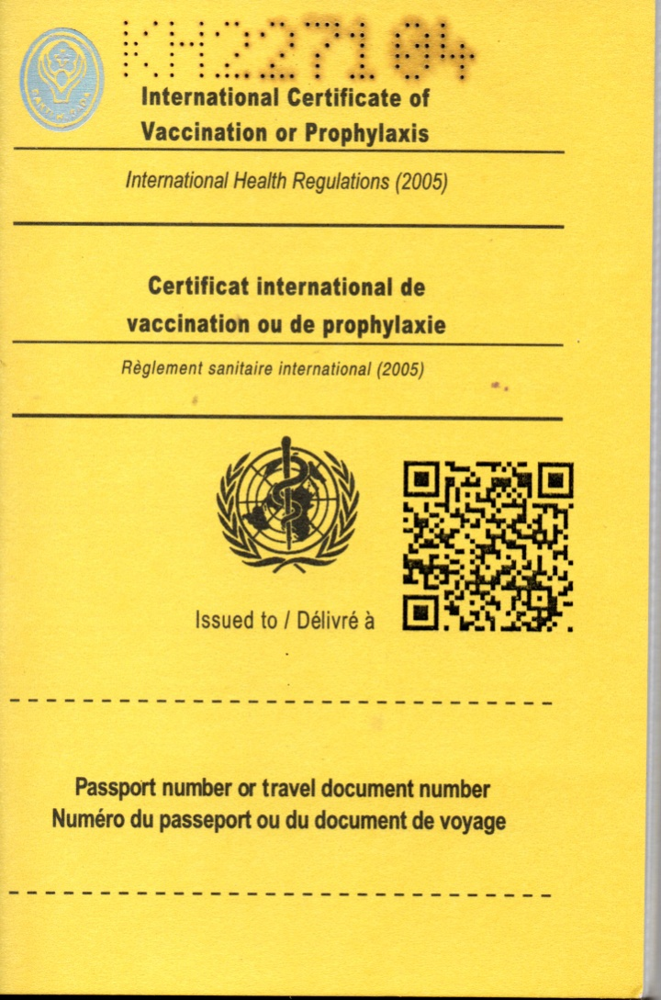 KH227104
International Certificate of
Vaccination or Prophylaxis
International Health Regulations (2005)
Certificat international de
vaccination ou de prophylaxie
Règlement sanitaire international (2005)
Issued to / Délivré à
Passport number or travel document number
Numéro du passeport ou du document de voyage